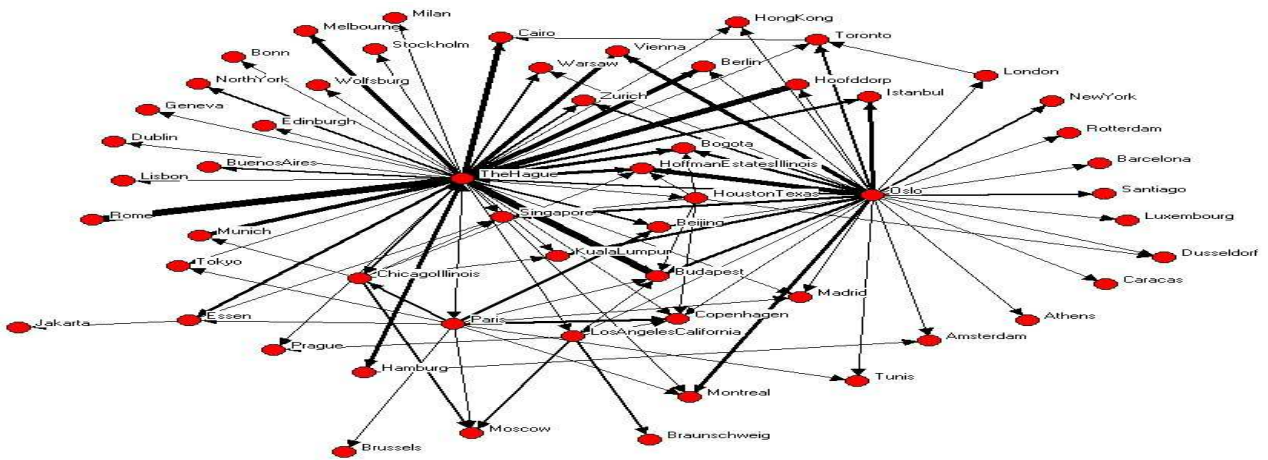 Milan
Melbourne
HongKong
Cairo
Toronto
Stockholm
Vienna
Bonn
Warsaw
Berlin
London
NorthYork
Wolfsburg
Zurich
Hoofddorp
Istanbul
NewYork
Geneva
Edinburgh
Rotterdam
Dublin
Bogota
BuenosAires
HoffmanEstatesIllinois
Barcelona
Lisbon
TheHague
HoustonTexas
Oslo
Santiago
Rome
Singapore
Beijing
Luxembourg
Munich
KualaLumpur
Dusseldorf
Tokyo
ChicagoIllinois
Budapest
Caracas
Madrid
Jakarta
Essen
Paris
Copenhagen
Athens
LosAngelesCalifornia
Prague
Amsterdam
Hamburg
Tunis
Montreal
Moscow
Braunschweig
Brussels